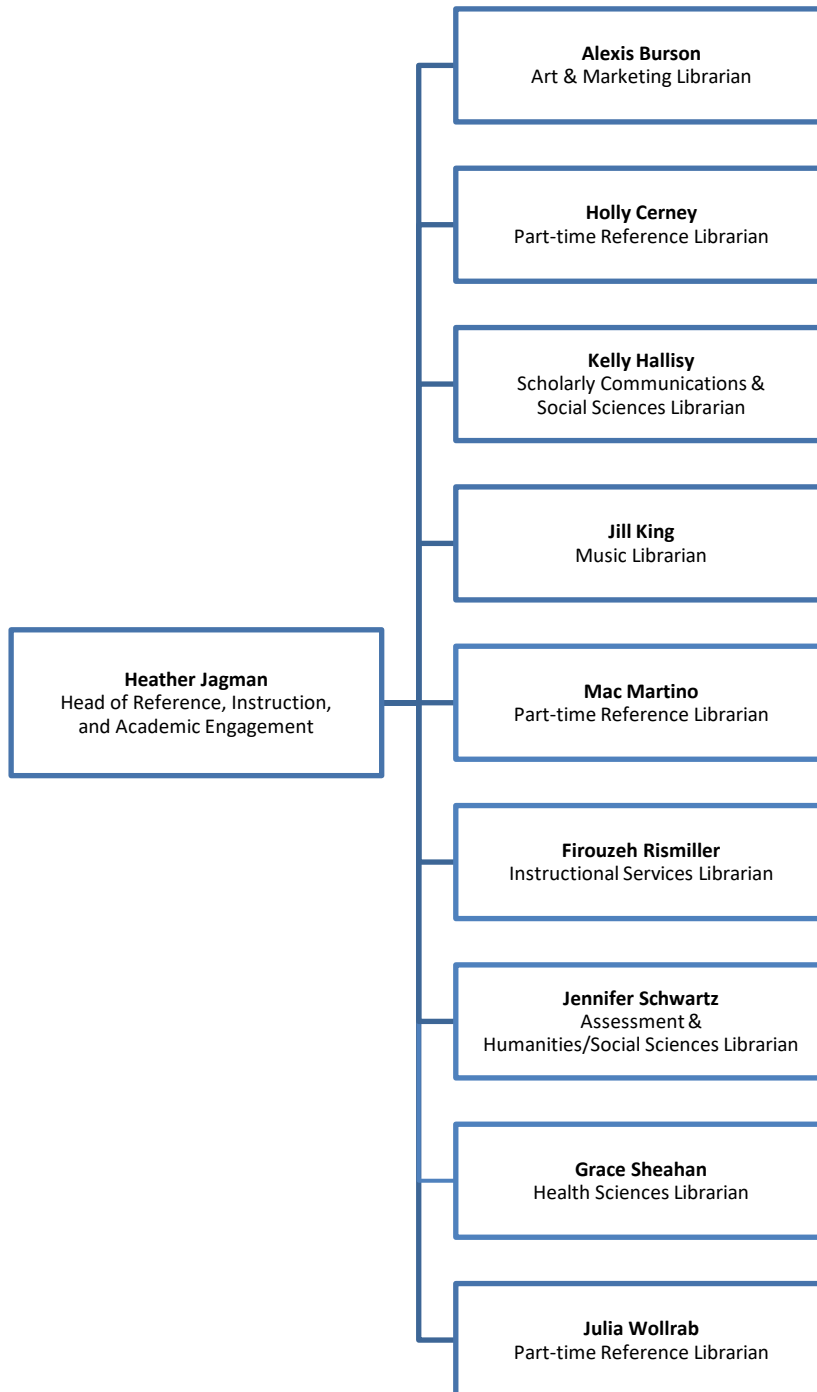 Alexis Burson
Art & Marketing Librarian
Holly Cerney
Part-time Reference Librarian
Kelly Hallisy
Scholarly Communications &
Social Sciences Librarian
Jill King
Music Librarian
Heather Jagman
Head of Reference, Instruction,
and Academic Engagement
Mac Martino
Part-time Reference Librarian
Firouzeh Rismiller
Instructional Services Librarian
Jennifer Schwartz
Assessment &
Humanities/Social Sciences Librarian
Grace Sheahan
Health Sciences Librarian
Julia Wollrab
Part-time Reference Librarian